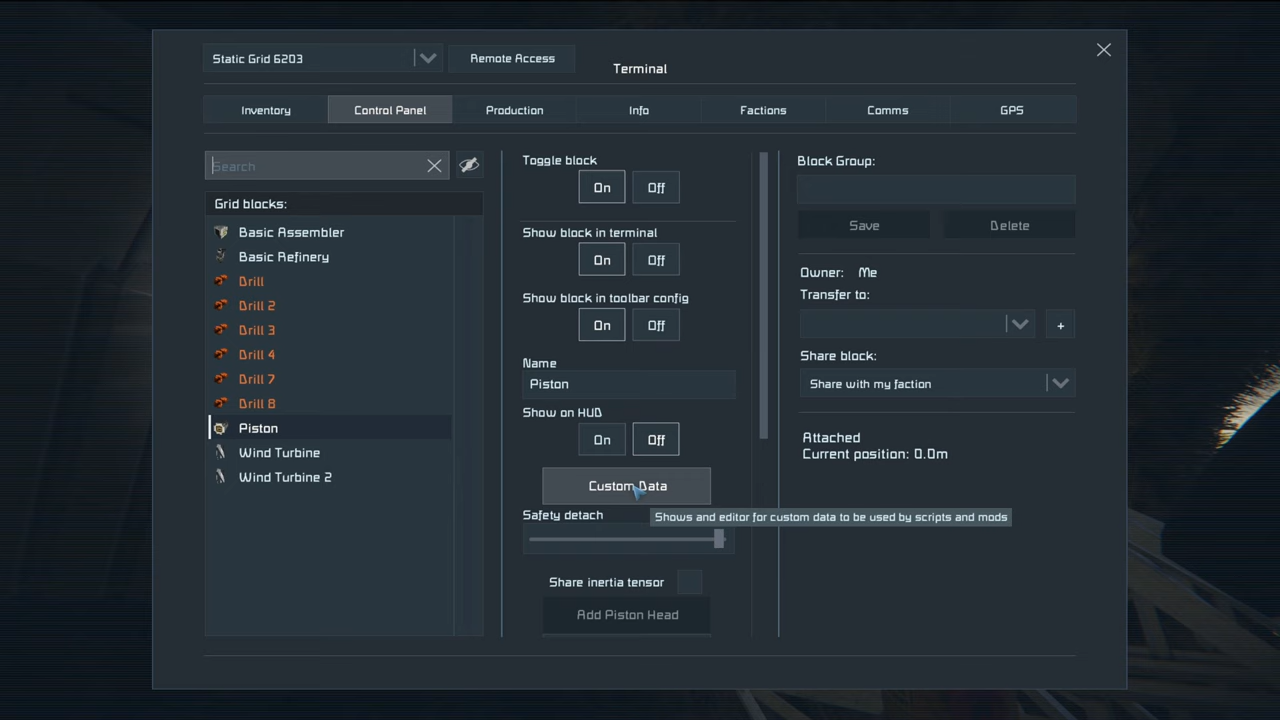 Static Grid 6203
Remote Access
Terminal
Inventory
Control Panel
Production
Info
Factions
Comms
GPS
Search
Grid blocks:
Basic Assembler
Basic Refinery
Drill
Drill 2
Drill 3
Drill 4
Drill 7
Drill 8
Piston
Wind Turbine
Wind Turbine 2
Toggle block
On Off
Show block in terminal
On Off
Show block in toolbar config
On Off
Name
Piston
Show on HUD
On Off
Custom Data
Shows and editor for custom data to be used by scripts and mods
Safety detach
Share inertia tensor
Add Piston Head
Block Group:
Save Delete
Owner: Me
Transfer to:
+
Share block:
Share with my faction
Attached
Current position: 0.0m